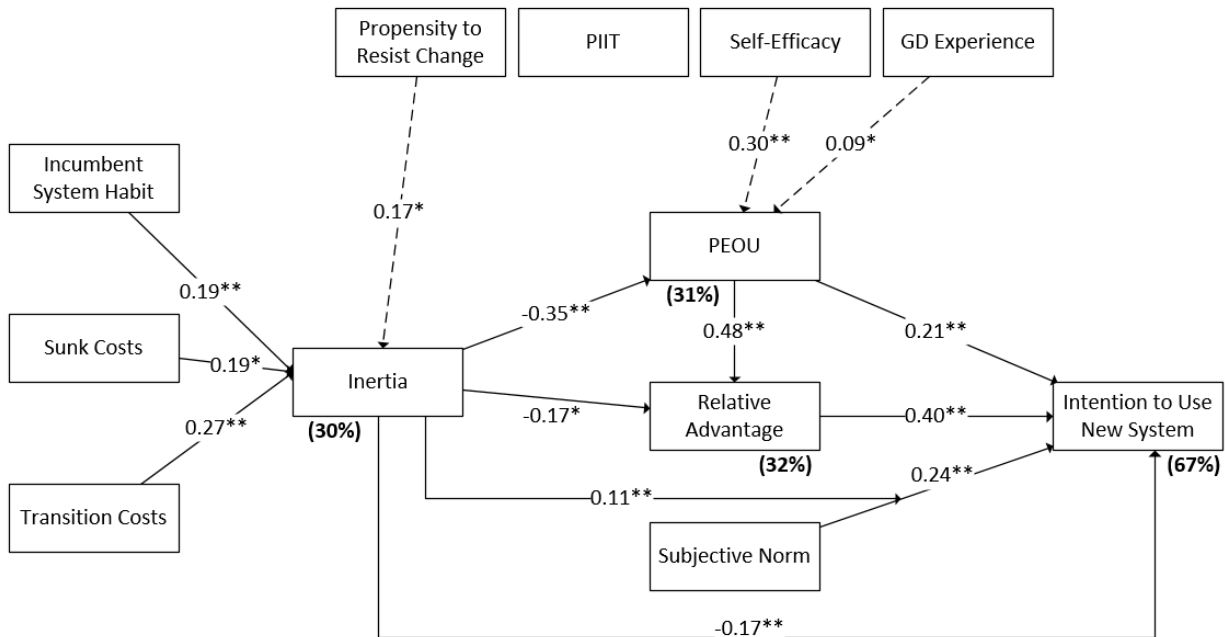 Propensity to
Resist Change
PIIT
Self-Efficacy
GD Experience
0.30**
0.09*
Incumbent
System Habit
0.17*
PEOU
(31%)
0.19**
-0.35**
0.48**
0.21**
Sunk Costs
0.19*
Inertia
(30%)
-0.17*
Relative
Advantage
(32%)
0.40**
Intention to Use
New System
(67%)
0.27**
0.24**
0.11**
Transition Costs
Subjective Norm
-0.17**